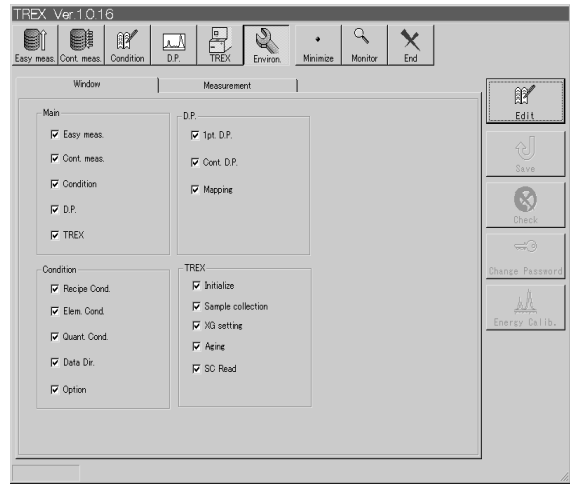 TREX Ver.1.0.16
Easy meas. Cont. meas. Condition D.P. TREX Environ. Minimize Monitor End
Window Measurement
Main
Easy meas.
Cont. meas.
Condition
D.P.
TREX
D.P.
1pt. D.P.
Cont. D.P.
Mapping
Condition
Recipe Cond.
Elem. Cond.
Quant. Cond.
Data Dir.
Option
TREX
Initialize
Sample collection
XG setting
Aging
SC Read
Edit
Save
Check
Change Password
Energy Calib.